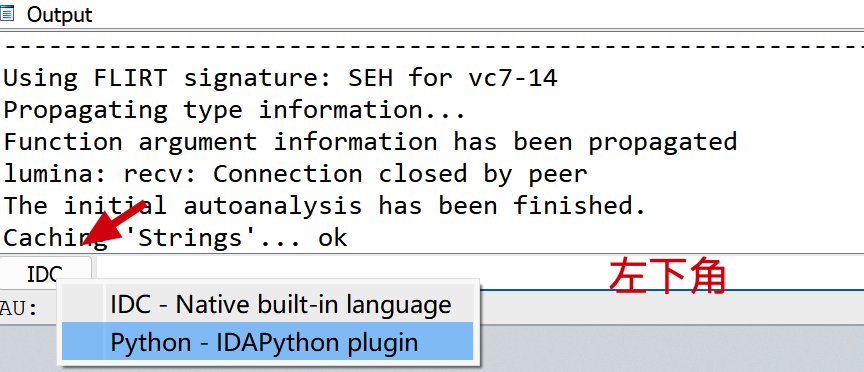 Output
Using FLIRT signature: SEH for vc7-14
Propagating type information...
Function argument information has been propagated
lumina: recv: Connection closed by peer
The initial autoanalysis has been finished.
Caching 'Strings'... ok
IDC
左下角
AU:
IDC - Native built-in language
Python - IDAPython plugin